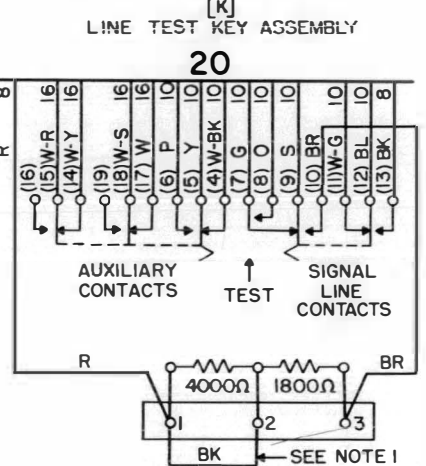 [K]
LINE TEST KEY ASSEMBLY
20
8 16 16 16 16 10 10 10 10 10 10 10 10 8
R
(16)
(15) W-R
(14) W-Y
(19)
(18) W-S
(17) W
(6) P
(5) Y
(4) W-BK
(7) G
(8) O
(9) S
(10) BR
(11) W-G
(12) BL
(13) BK
AUXILIARY
CONTACTS
TEST
SIGNAL
LINE
CONTACTS
R
BR
4000Ω 1800Ω
1 2 3
BK
SEE NOTE 1